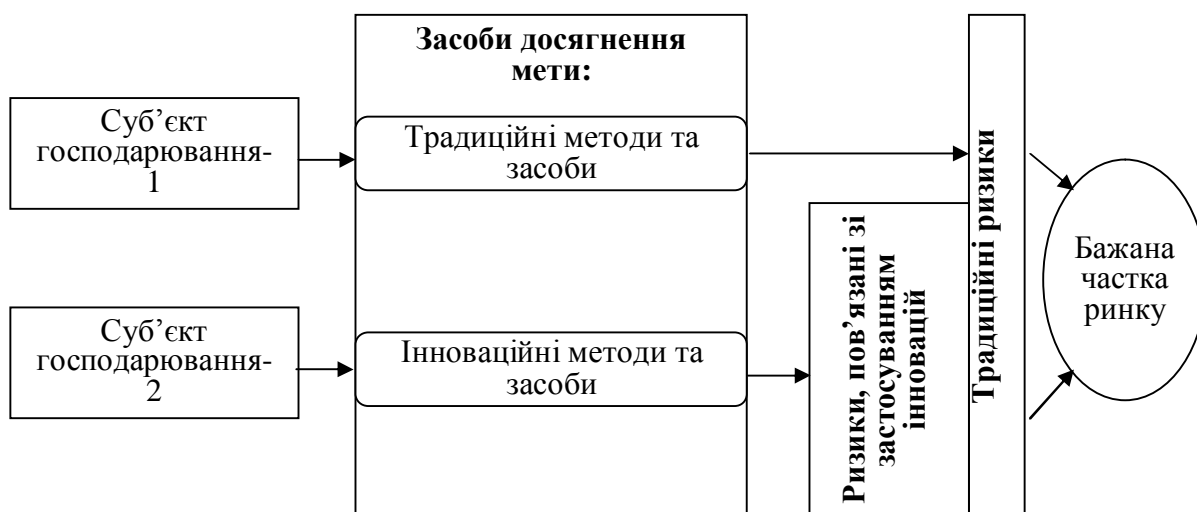 Засоби досягнення
мети:
Суб’єкт
господарювання-
1
Традиційні методи та
засоби
Суб’єкт
господарювання-
2
Інноваційні методи та
засоби
Ризики, пов’язані зі
застосуванням
інновацій
Традиційні ризики
Бажана
частка
ринку